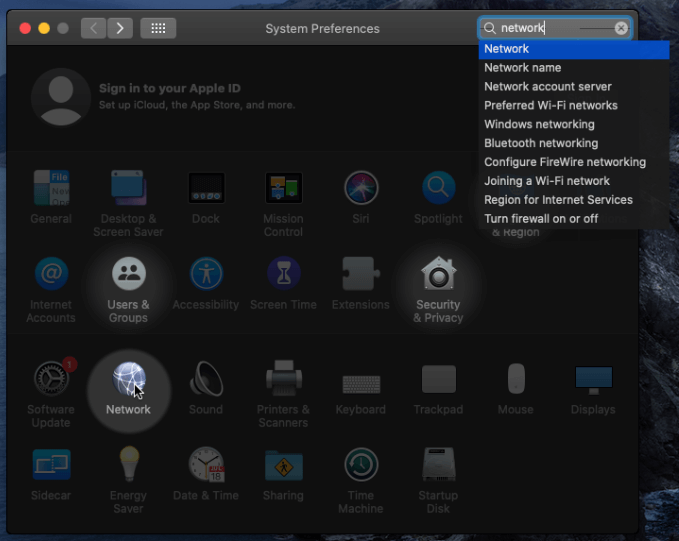 System Preferences
network
Network
Network name
Network account server
Preferred Wi-Fi networks
Windows networking
Bluetooth networking
Configure FireWire networking
Joining a Wi-Fi network
Region for Internet Services
Turn firewall on or off
Sign in to your Apple ID
Set up iCloud, the App Store, and more.
File
New
General
Desktop &
Screen Saver
Dock
Mission
Control
Siri
Spotlight
& Region
Internet
Accounts
Users &
Groups
Accessibility
Screen Time
Extensions
Security
& Privacy
1
Software
Update
Network
Sound
Printers &
Scanners
Keyboard
Trackpad
Mouse
Displays
18
Sidecar
Energy
Saver
Date & Time
Sharing
Time
Machine
Startup
Disk